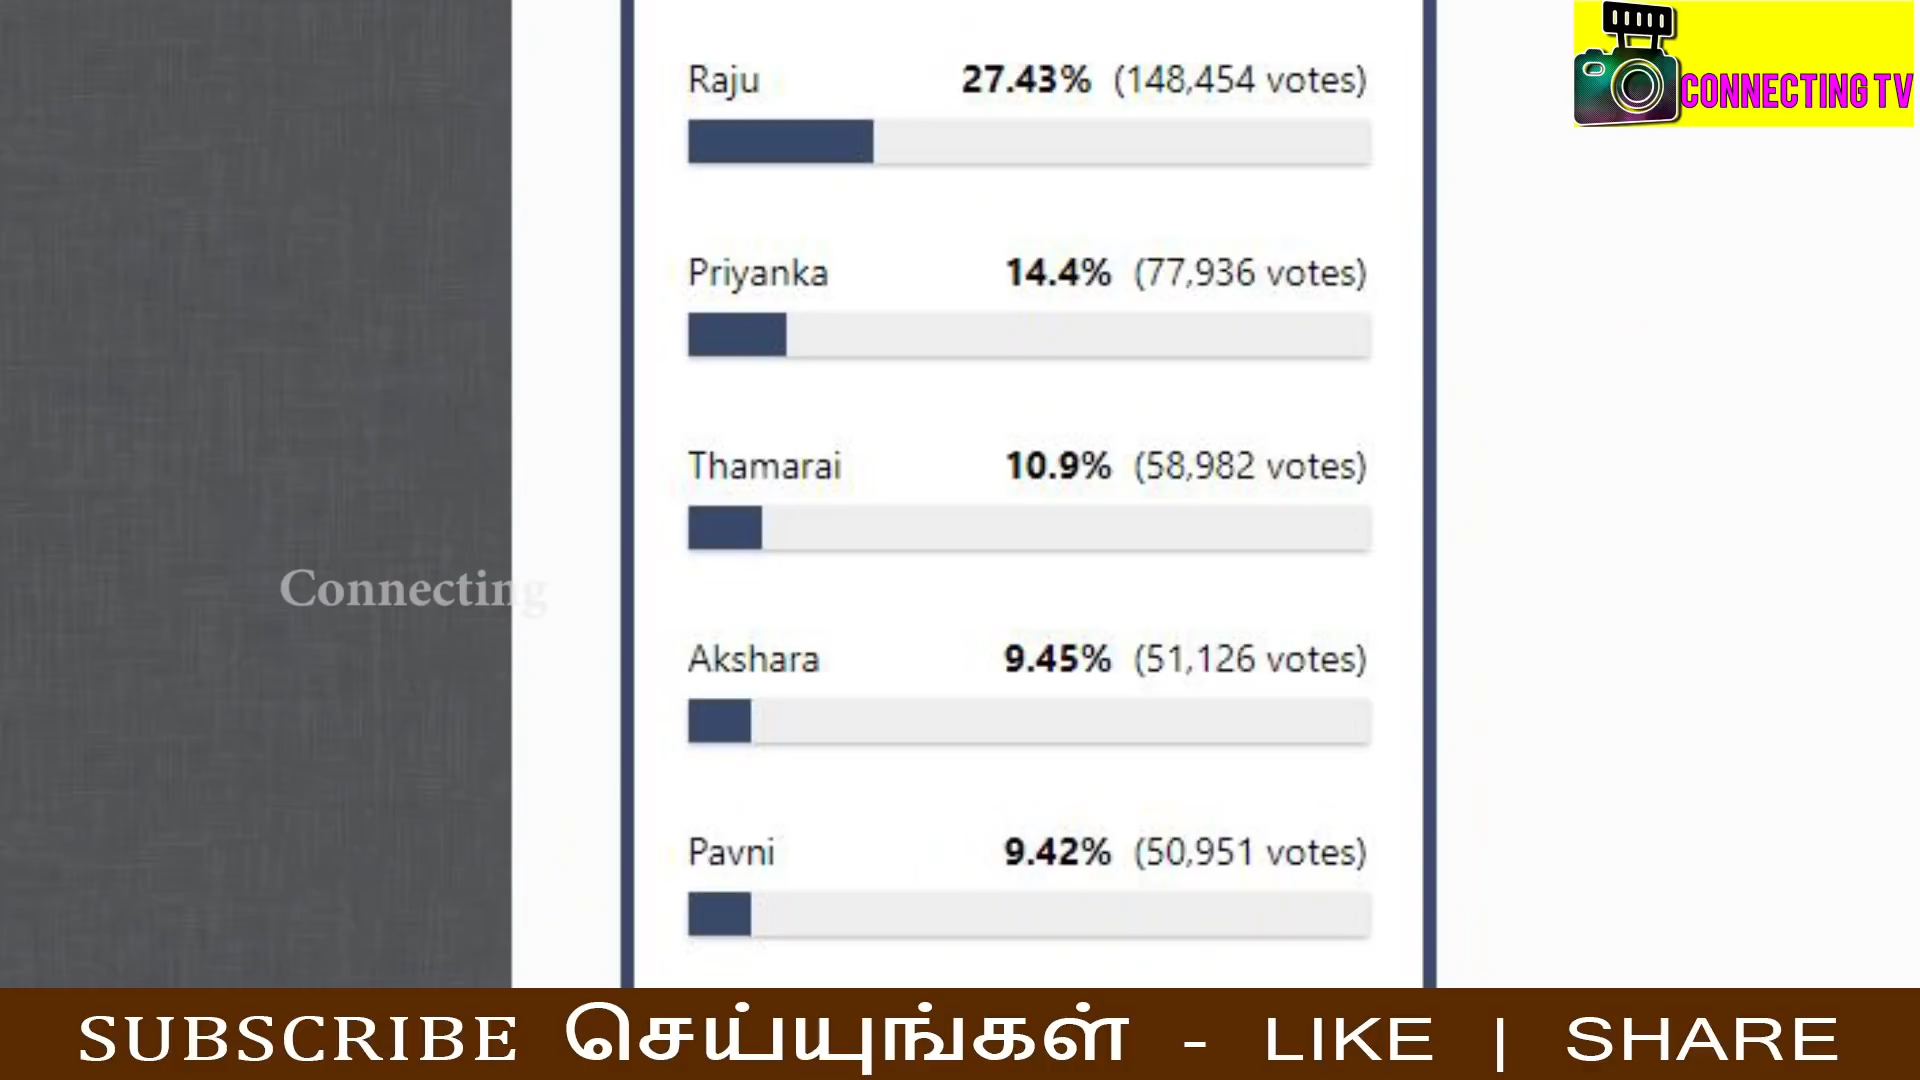 CONNECTING TV
Raju 27.43% (148,454 votes)
Priyanka 14.4% (77,936 votes)
Thamarai 10.9% (58,982 votes)
Connecting
Akshara 9.45% (51,126 votes)
Pavni 9.42% (50,951 votes)
SUBSCRIBE செய்யுங்கள் - LIKE | SHARE